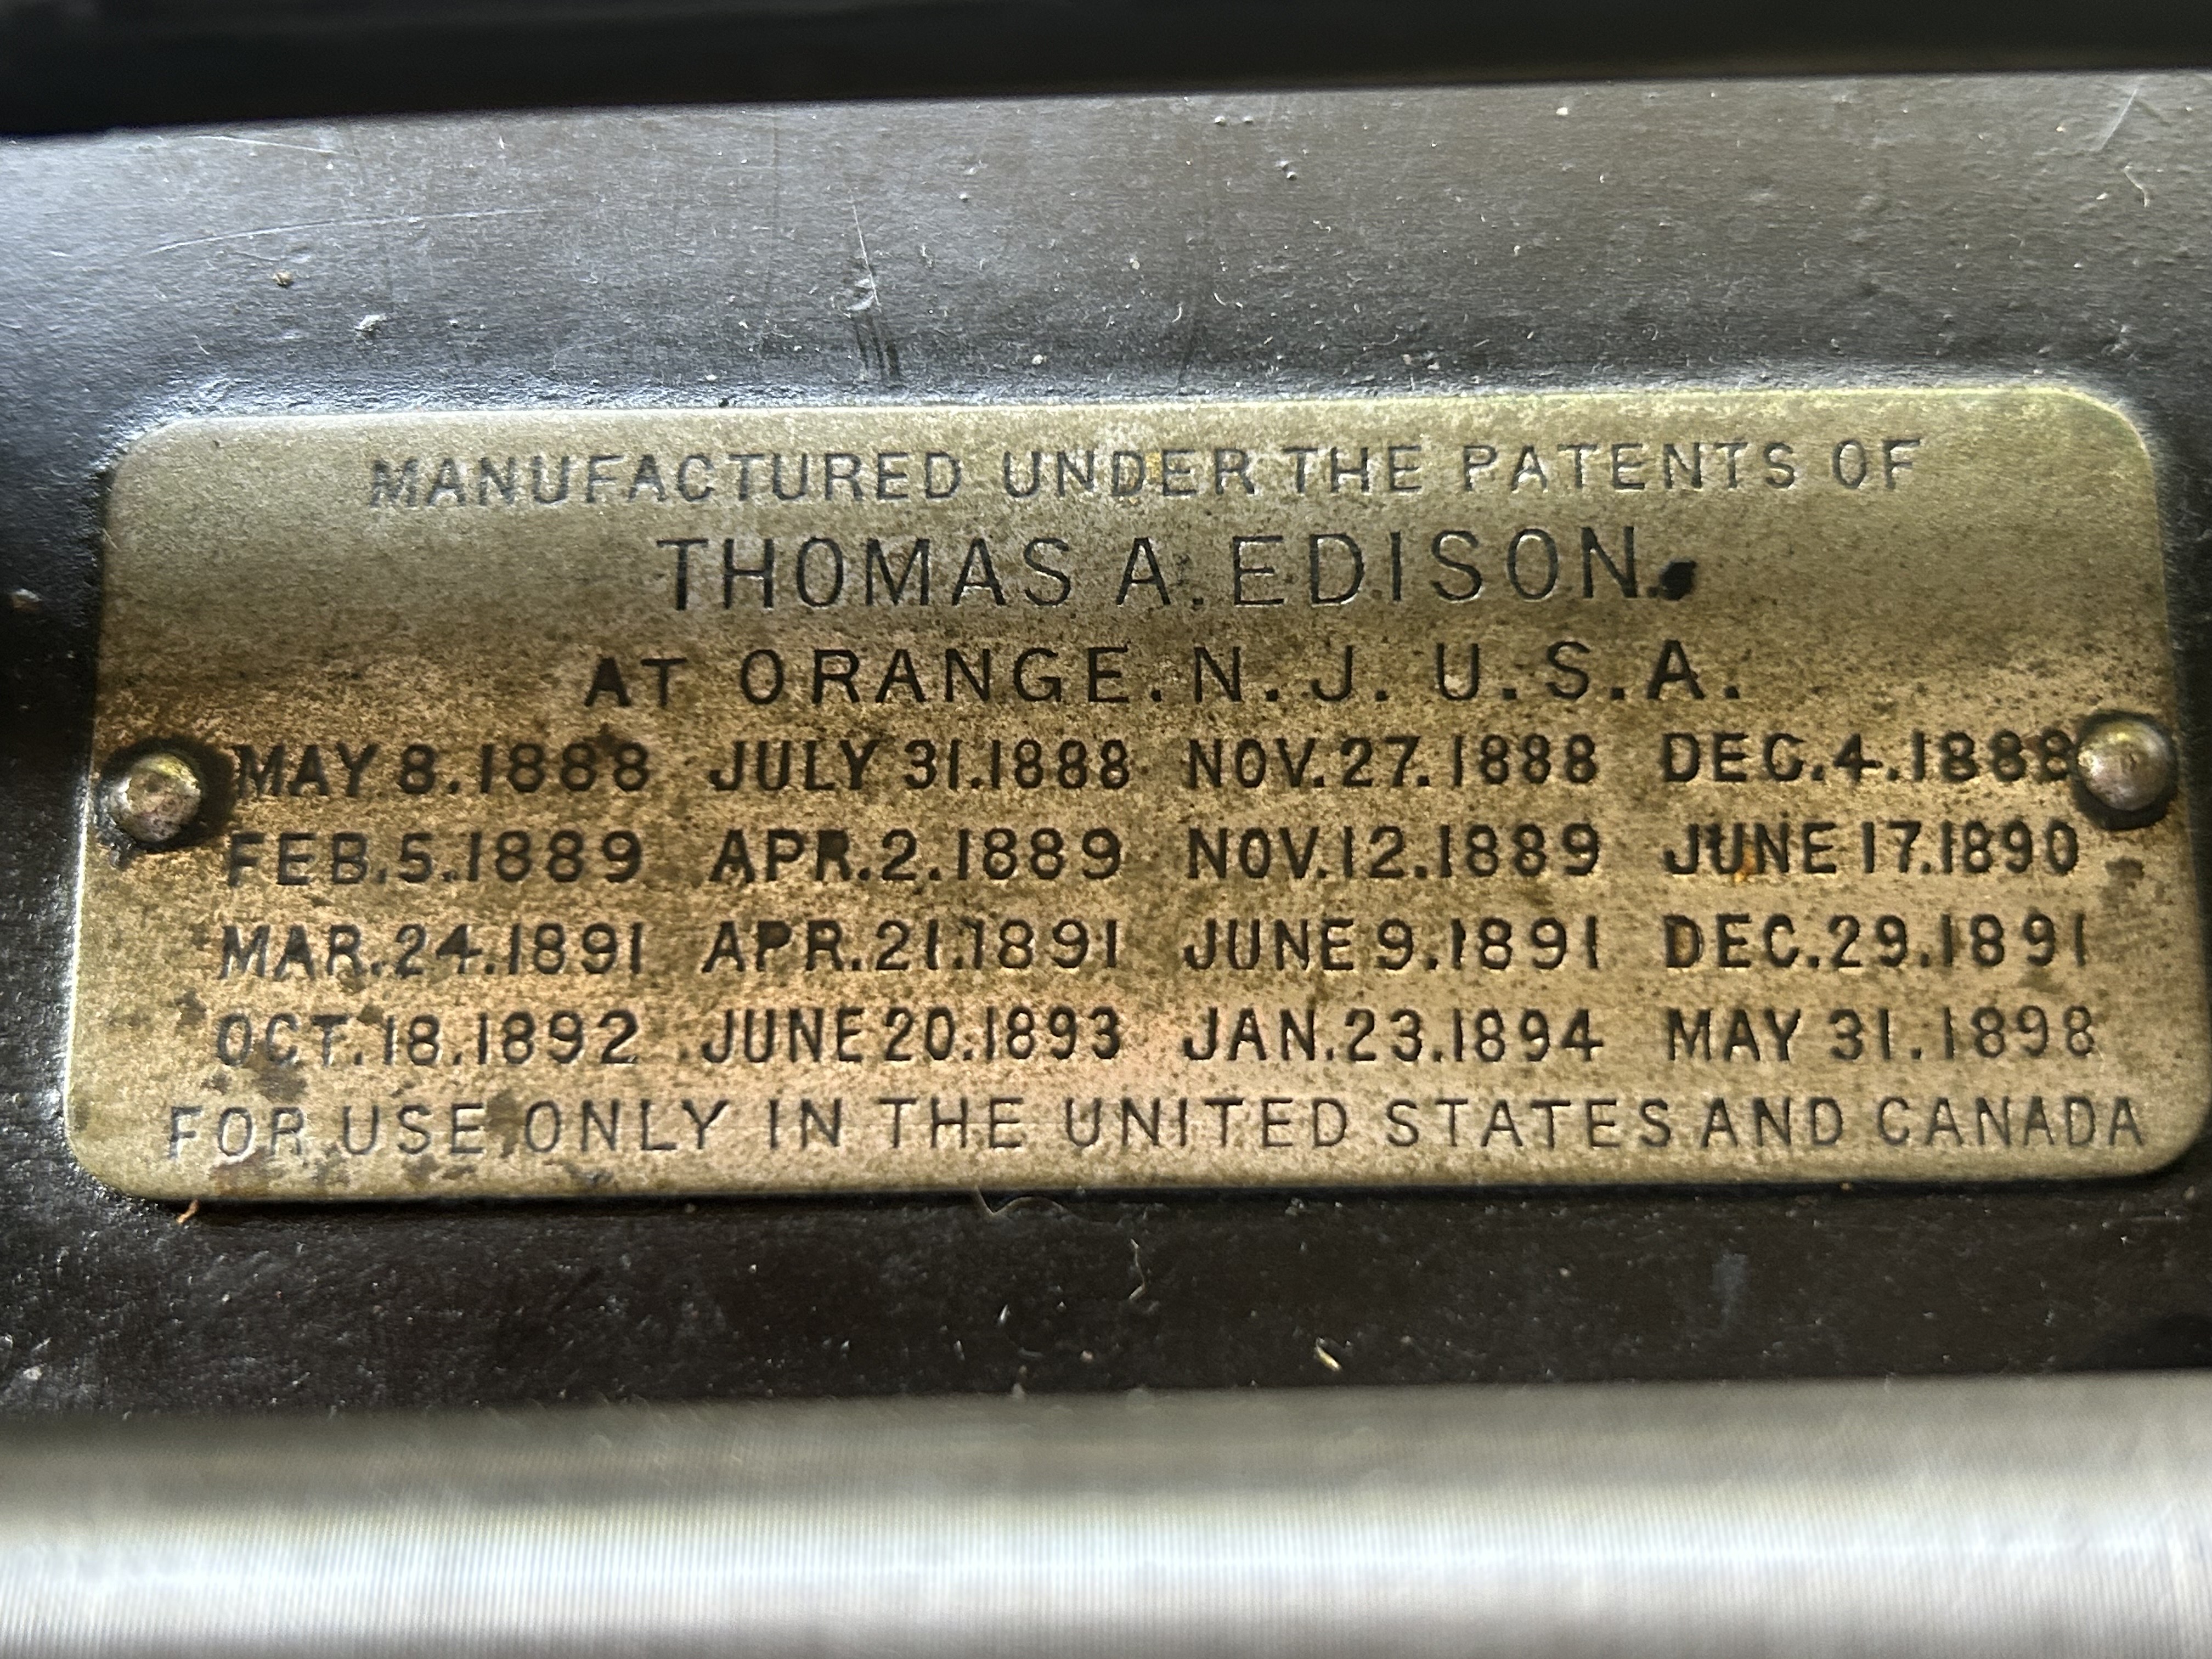 MANUFACTURED UNDER THE PATENTS OF
THOMAS A. EDISON.
AT ORANGE. N. J. U. S. A.
MAY 8. 1888 JULY 31. 1888 NOV. 27. 1888 DEC. 4. 1888
FEB. 5. 1889 APR. 2. 1889 NOV. 12. 1889 JUNE 17. 1890
MAR. 24. 1891 APR. 21. 1891 JUNE 9. 1891 DEC. 29. 1891
OCT. 18. 1892 JUNE 20. 1893 JAN. 23. 1894 MAY 31. 1898
FOR USE ONLY IN THE UNITED STATES AND CANADA